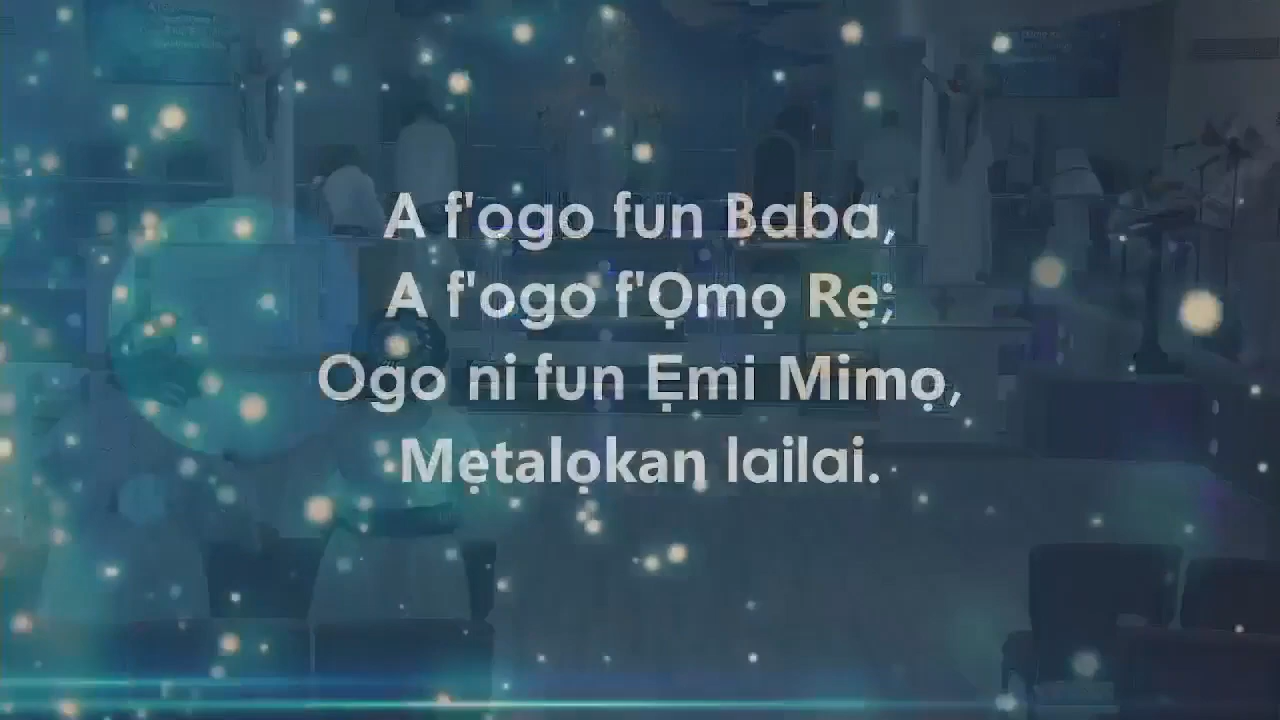 A f'ogo fun Baba,
A f'ogo f'Ọmọ Rẹ;
Ogo ni fun Ẹmi Mimọ,
Mẹtalọkan lailai.